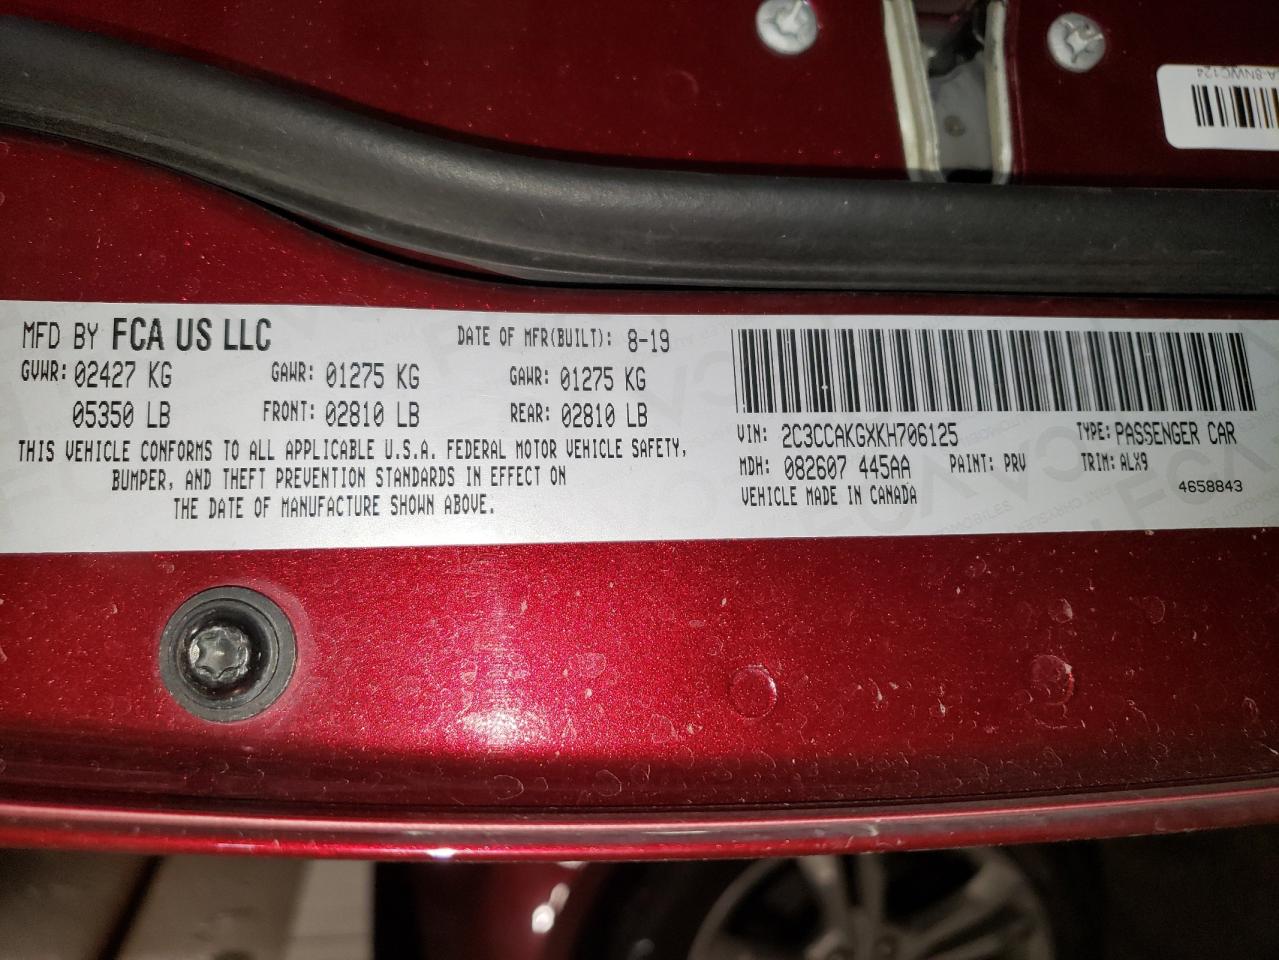 A-8NWC124
MFD BY FCA US LLC DATE OF MFR(BUILT): 8-19
GVWR: 02427 KG GAWR: 01275 KG GAWR: 01275 KG
05350 LB FRONT: 02810 LB REAR: 02810 LB
THIS VEHICLE CONFORMS TO ALL APPLICABLE U.S.A. FEDERAL MOTOR VEHICLE SAFETY,
BUMPER, AND THEFT PREVENTION STANDARDS IN EFFECT ON
THE DATE OF MANUFACTURE SHOWN ABOVE.
VIN: 2C3CCAKGXKH706125 TYPE: PASSENGER CAR
MDH: 082607 445AA PAINT: PRV TRIM: ALX9
VEHICLE MADE IN CANADA 4658843